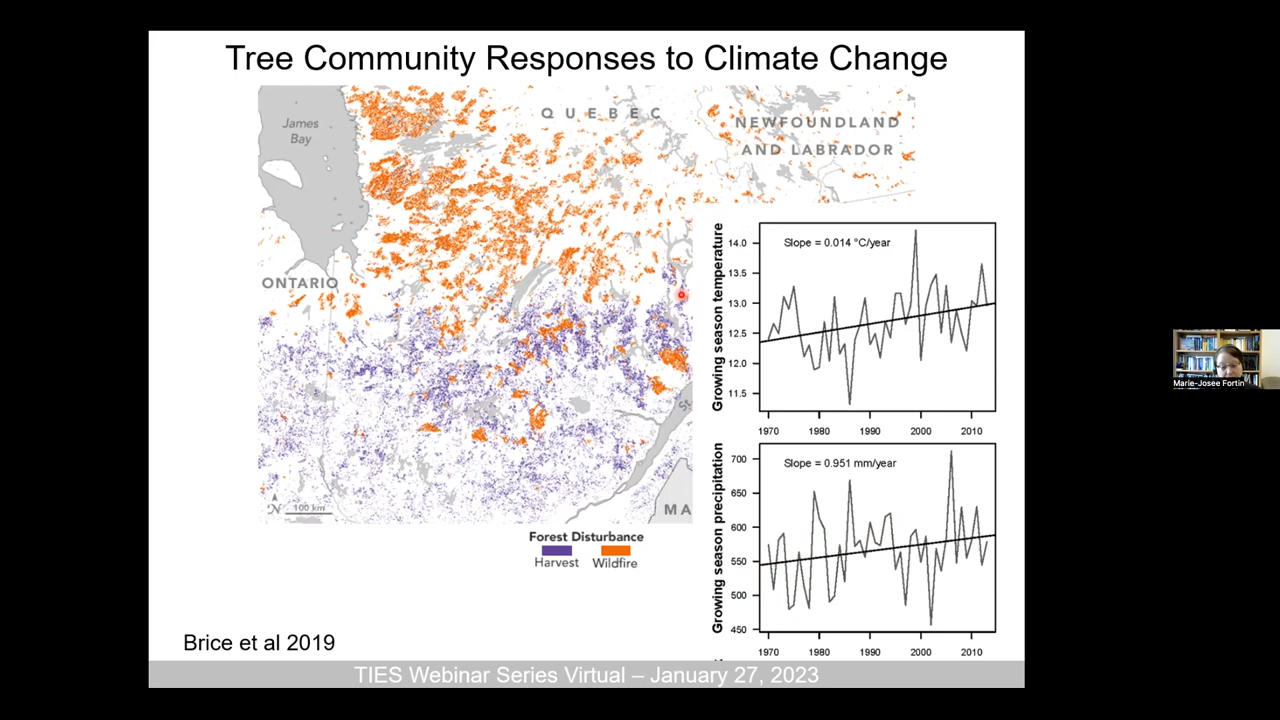 Tree Community Responses to Climate Change
James
Bay
QUEBEC
NEWFOUNDLAND
AND LABRADOR
ONTARIO
N
100 km
St.
MA
Forest Disturbance
Harvest
Wildfire
Growing season temperature
Slope = 0.014 °C/year
14.0
13.5
13.0
12.5
12.0
11.5
1970 1980 1990 2000 2010
Growing season precipitation
Slope = 0.951 mm/year
700
650
600
550
500
450
1970 1980 1990 2000 2010
Brice et al 2019
TIES Webinar Series Virtual – January 27, 2023
Marie-Josee Fortin